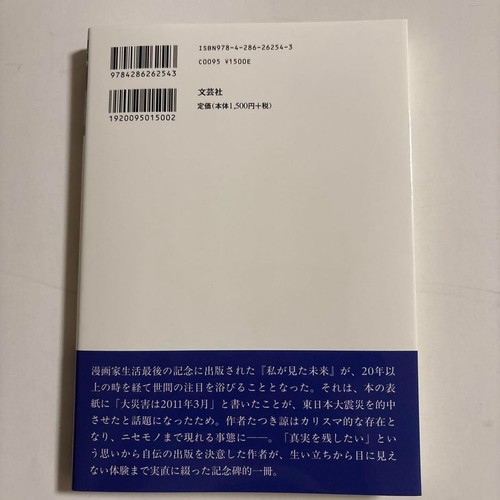 ISBN978-4-286-26254-3
C0095 ¥1500E
9784286262543
文芸社
定価(本体1,500円+税)
1920095015002
漫画家生活最後の記念に出版された『私が見た未来』が、20年以
上の時を経て世間の注目を浴びることとなった。それは、本の表
紙に「大災害は2011年3月」と書いたことが、東日本大震災を的中
させたと話題になったため。作者たつき諒はカリスマ的な存在と
なり、ニセモノまで現れる事態に――。「真実を残したい」とい
う思いから自伝の出版を決意した作者が、生い立ちから目に見え
ない体験まで実直に綴った記念碑的一冊。